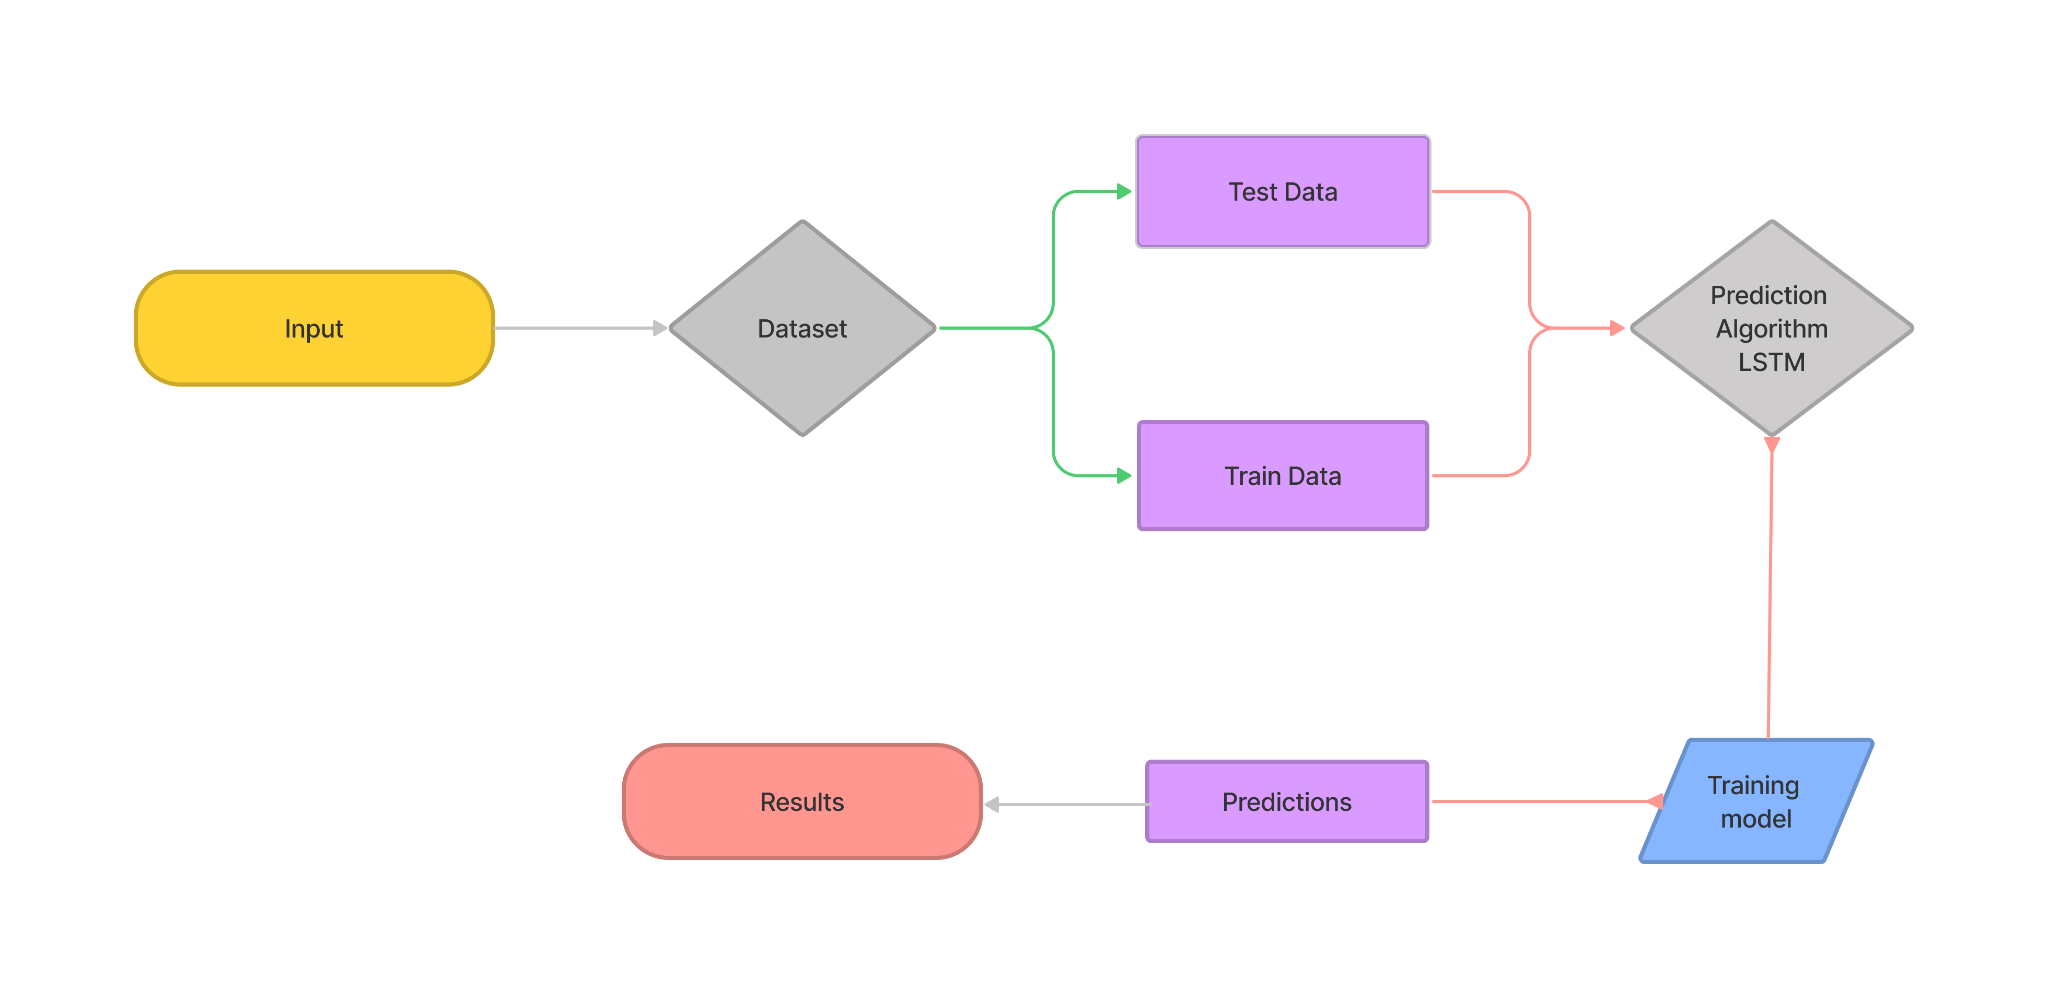 Input
Dataset
Test Data
Train Data
Prediction
Algorithm
LSTM
Training
model
Predictions
Results